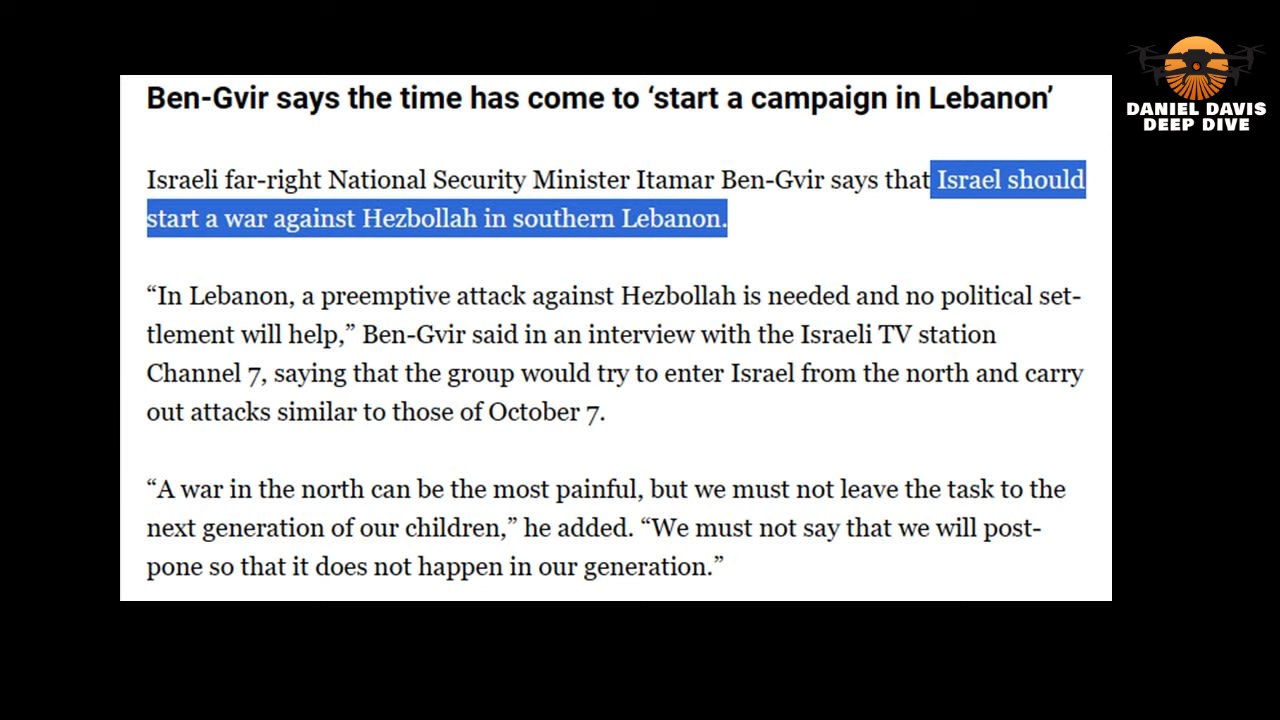 Ben-Gvir says the time has come to ‘start a campaign in Lebanon’
DANIEL DAVIS
DEEP DIVE
Israeli far-right National Security Minister Itamar Ben-Gvir says that Israel should
start a war against Hezbollah in southern Lebanon.
“In Lebanon, a preemptive attack against Hezbollah is needed and no political set-
tlement will help,” Ben-Gvir said in an interview with the Israeli TV station
Channel 7, saying that the group would try to enter Israel from the north and carry
out attacks similar to those of October 7.
“A war in the north can be the most painful, but we must not leave the task to the
next generation of our children,” he added. “We must not say that we will post-
pone so that it does not happen in our generation.”